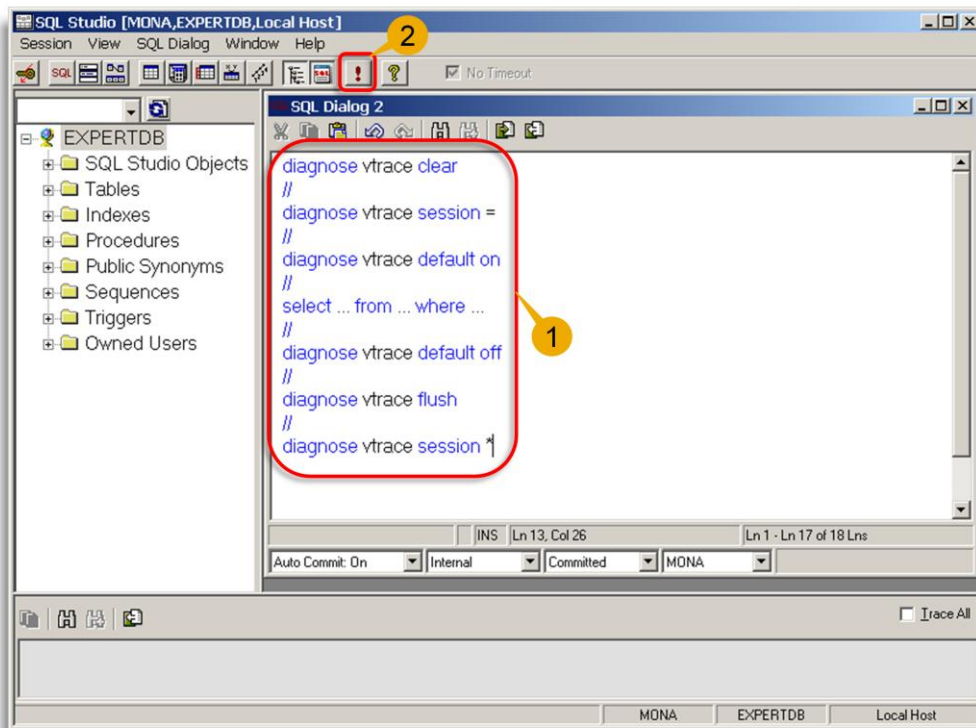 SQL Studio [MONA,EXPERTDB,Local Host]
Session View SQL Dialog Window Help
2
SQL
SQL
! ?
No Timeout
SQL Dialog 2
EXPERTDB
SQL Studio Objects
Tables
Indexes
Procedures
Public Synonyms
Sequences
Triggers
Owned Users
diagnose vtrace clear
//
diagnose vtrace session =
//
diagnose vtrace default on
//
select ... from ... where ...
//
diagnose vtrace default off
//
diagnose vtrace flush
//
diagnose vtrace session *
1
INS Ln 13, Col 26 Ln 1 - Ln 17 of 18 Lns
Auto Commit: On Internal Committed MONA
Trace All
MONA EXPERTDB Local Host